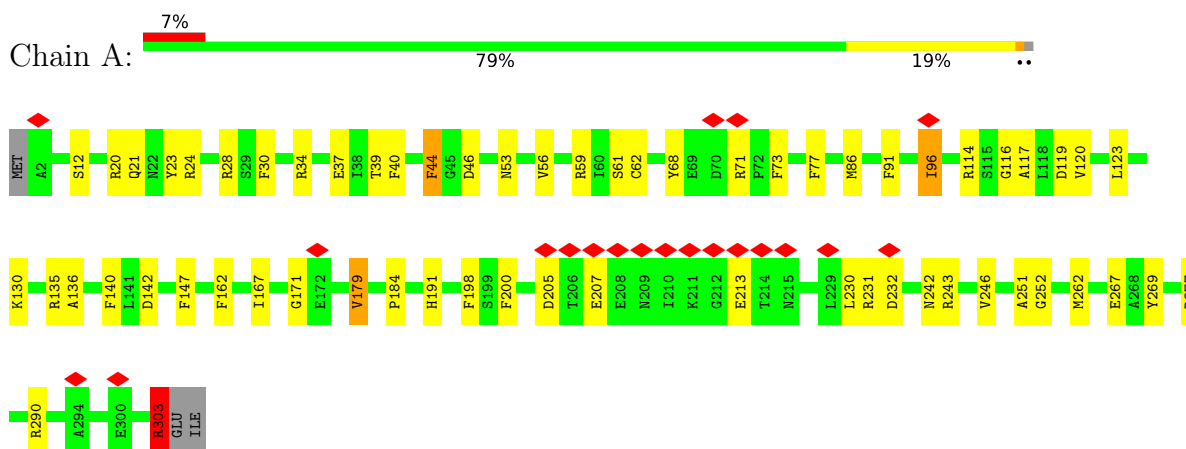 7%
Chain A:
79% 19% ••
MET A2 S12 R20 Q21 N22 Y23 R24 R28 S29 F30 R34 E37 I38 T39 F40 F44 G45 D46 N53 V56 R59 I60 S61 C62 Y68 E69 D70 R71 P72 F73 F77 M86 F91 I96 R114 S115 G116 A117 L118 D119 V120 L123
K130 R135 A136 F140 L141 D142 F147 F162 I167 G171 E172 V179 P184 H191 F198 S199 F200 D205 T206 E207 E208 N209 I210 K211 G212 E213 T214 N215 L229 L230 R231 D232 N242 R243 V246 A251 G252 M262 E267 A268 Y269
R290 A294 E300 R303 GLU ILE